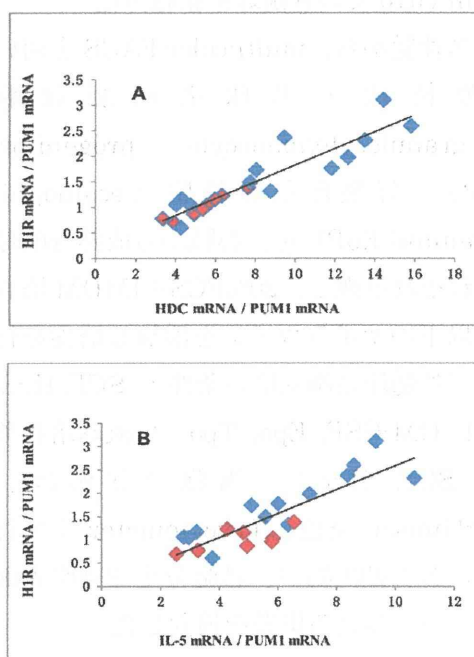 A
H1R mRNA / PUM1 mRNA
3.5
3
2.5
2
1.5
1
0.5
0
0 2 4 6 8 10 12 14 16 18
HDC mRNA / PUM1 mRNA
B
H1R mRNA / PUM1 mRNA
3.5
3
2.5
2
1.5
1
0.5
0
0 2 4 6 8 10 12
IL-5 mRNA / PUM1 mRNA